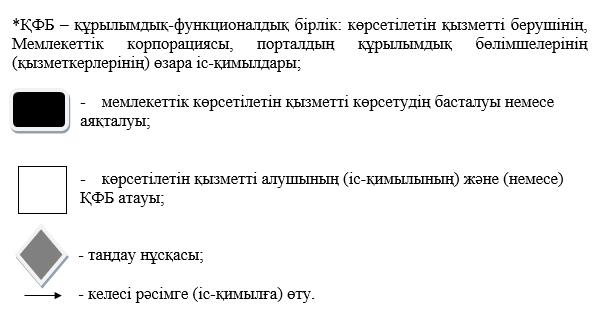 *ҚФБ – құрылымдық-функционалдық бірлік: көрсетілетін қызметті берушінің,
Мемлекеттік корпорациясы, порталдың құрылымдық бөлімшелерінің
(қызметкерлерінің) өзара іс-қимылдары;
- мемлекеттік көрсетілетін қызметті көрсетудің басталуы немесе
аяқталуы;
- көрсетілетін қызметті алушының (іс-қимылының) және (немесе)
ҚФБ атауы;
- таңдау нұсқасы;
- келесі рәсімге (іс-қимылға) өту.